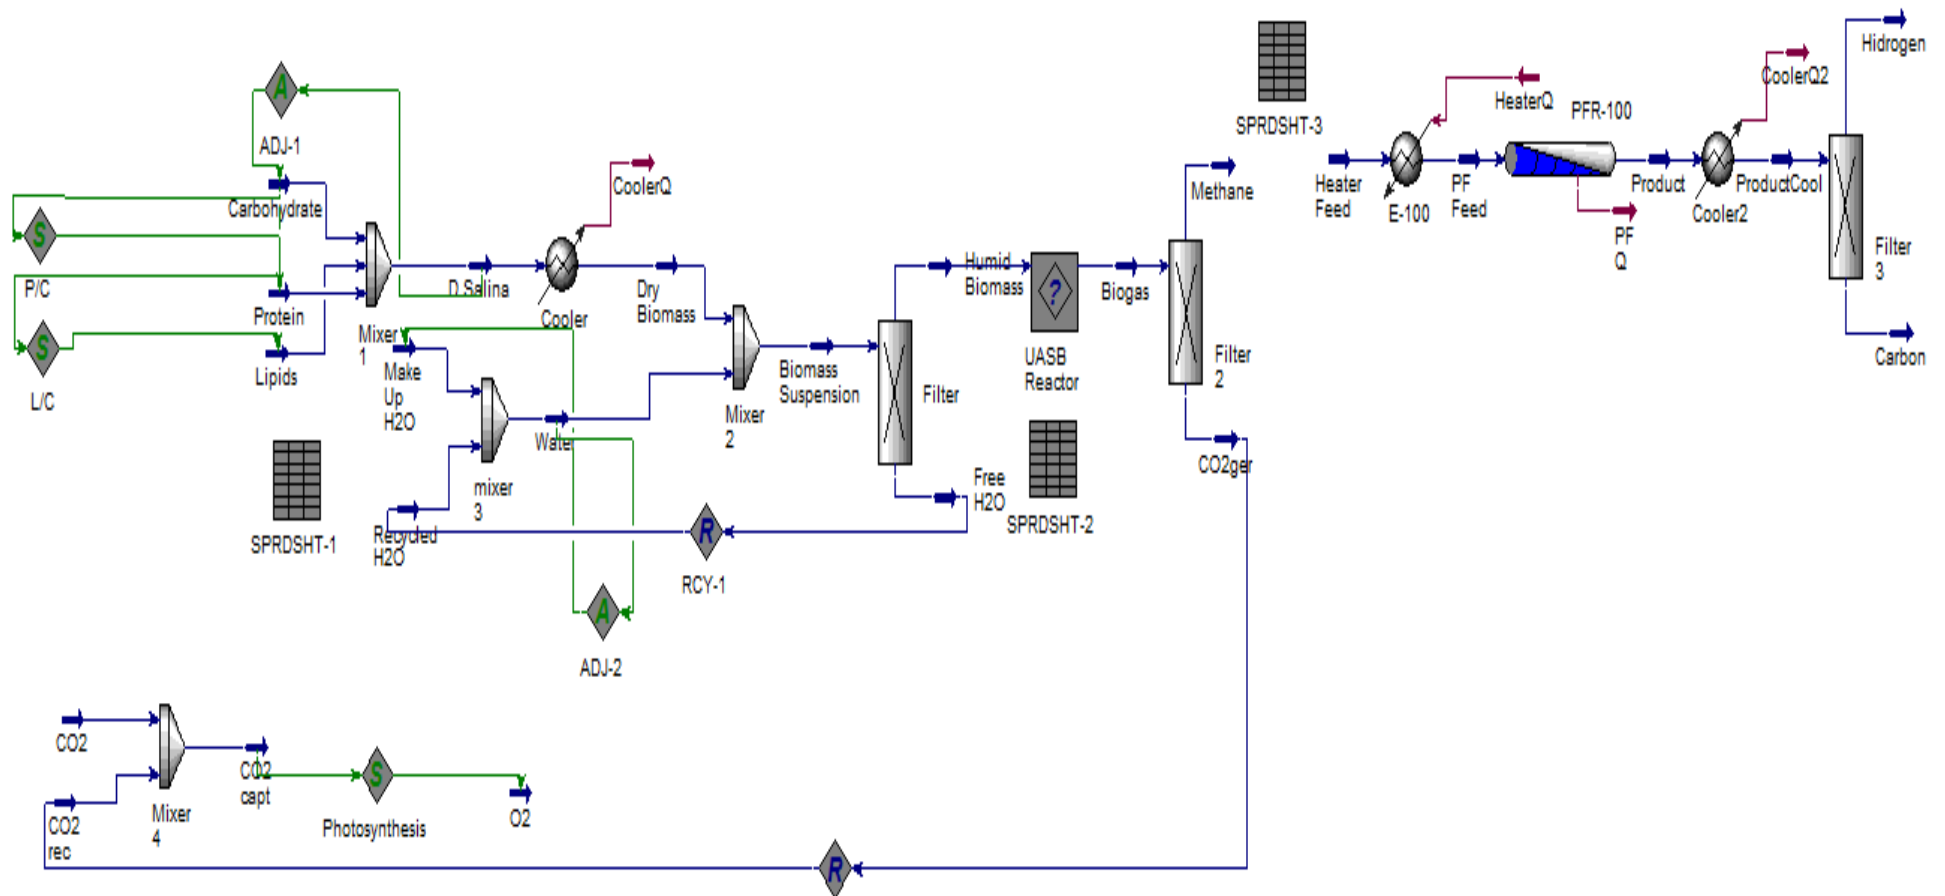 Hidrogen
A
ADJ-1
SPRDSHT-3
HeaterQ
CoolerQ2
PFR-100
CoolerQ
Methane
Carbohydrate
Heater
Feed
E-100
PF
Feed
Product
Cooler2
ProductCool
PF
Q
Filter
3
Carbon
S
P/C
Protein
S
L/C
Lipids
Mixer
1
D.Salina
Cooler
Dry
Biomass
Humid
Biomass
?
UASB
Reactor
Biogas
Filter
2
Make
Up
H2O
Mixer
2
Biomass
Suspension
Filter
Water
mixer
3
Recycled
H2O
SPRDSHT-1
R
RCY-1
Free
H2O
SPRDSHT-2
CO2ger
A
ADJ-2
CO2
CO2
rec
Mixer
4
CO2
capt
S
Photosynthesis
O2
R